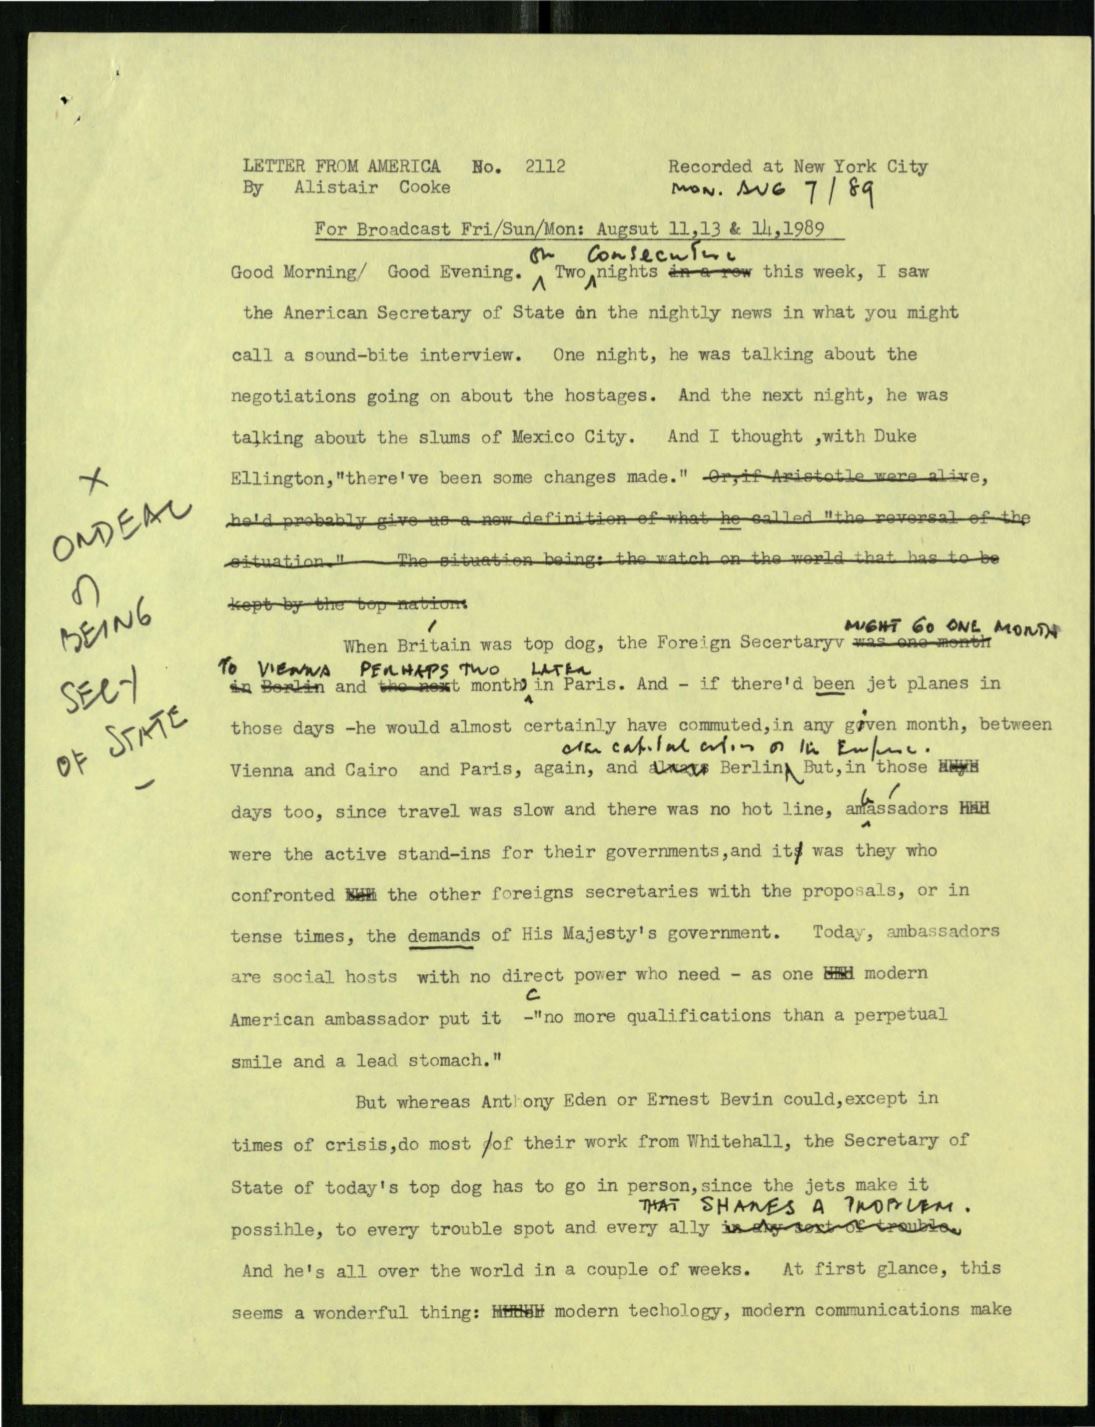 LETTER FROM AMERICA No. 2112 Recorded at New York City
By Alistair Cooke MON. AUG 7/89
For Broadcast Fri/Sun/Mon: Augsut 11,13 & 14,1989
on consecutive
Good Morning/ Good Evening. Two nights in a row this week, I saw
the Anerican Secretary of State on the nightly news in what you might
call a sound-bite interview. One night, he was talking about the
negotiations going on about the hostages. And the next night, he was
talking about the slums of Mexico City. And I thought ,with Duke
Ellington,"there've been some changes made." Or,if Aristotle were alive,
he'd probably give us a new definition of what he called "the reversal of the
situation." The situation being: the watch on the world that has to be
kept by the top nation.
X
ORDEAL
OF
BEING
SECY
OF STATE
MIGHT GO ONE MONTH
When Britain was top dog, the Foreign Secertaryv was one month
TO VIENNA PERHAPS TWO LATER
in Berlin and the next month in Paris. And - if there'd been jet planes in
those days -he would almost certainly have commuted,in any given month, between
capital cities of the Empire.
Vienna and Cairo and Paris, again, and always Berlin But,in those
days too, since travel was slow and there was no hot line, ambassadors
were the active stand-ins for their governments,and it was they who
confronted the other foreigns secretaries with the proposals, or in
tense times, the demands of His Majesty's government. Today, ambassadors
are social hosts with no direct power who need - as one modern
American ambassador put it -"no more qualifications than a perpetual
smile and a lead stomach."
But whereas Anthony Eden or Ernest Bevin could,except in
times of crisis,do most of their work from Whitehall, the Secretary of
State of today's top dog has to go in person,since the jets make it
THAT SHARES A PROBLEM.
possible, to every trouble spot and every ally in any sort of trouble.
And he's all over the world in a couple of weeks. At first glance, this
seems a wonderful thing: modern techology, modern communications make